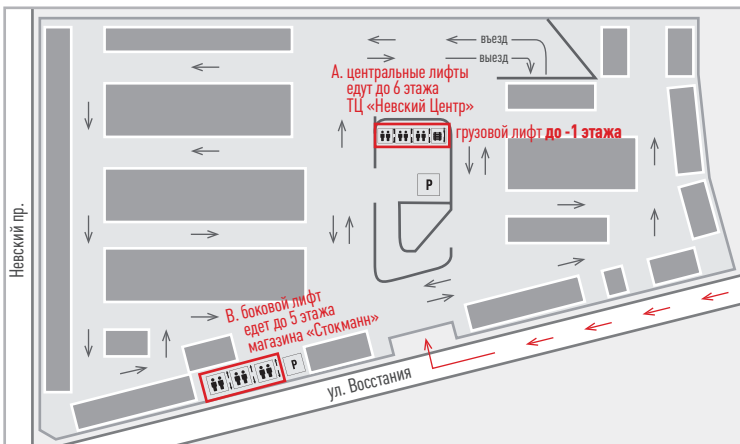 въезд
выезд
А. центральные лифты
едут до 6 этажа
ТЦ «Невский Центр»
грузовой лифт до -1 этажа
P
Невский пр.
В. боковой лифт
едет до 5 этажа
магазина «Стокманн»
P
ул. Восстания